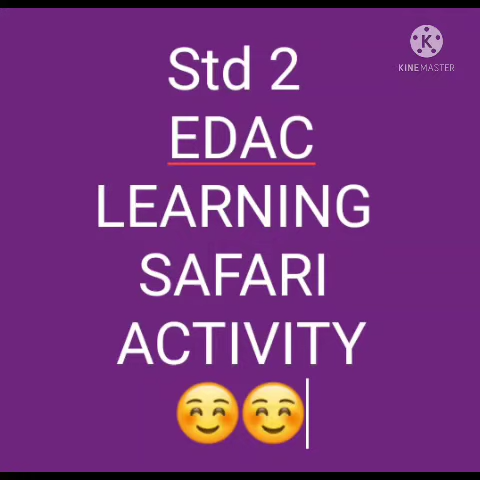 Std 2
EDAC
LEARNING
SAFARI
ACTIVITY
☺️☺️
K
KINEMASTER